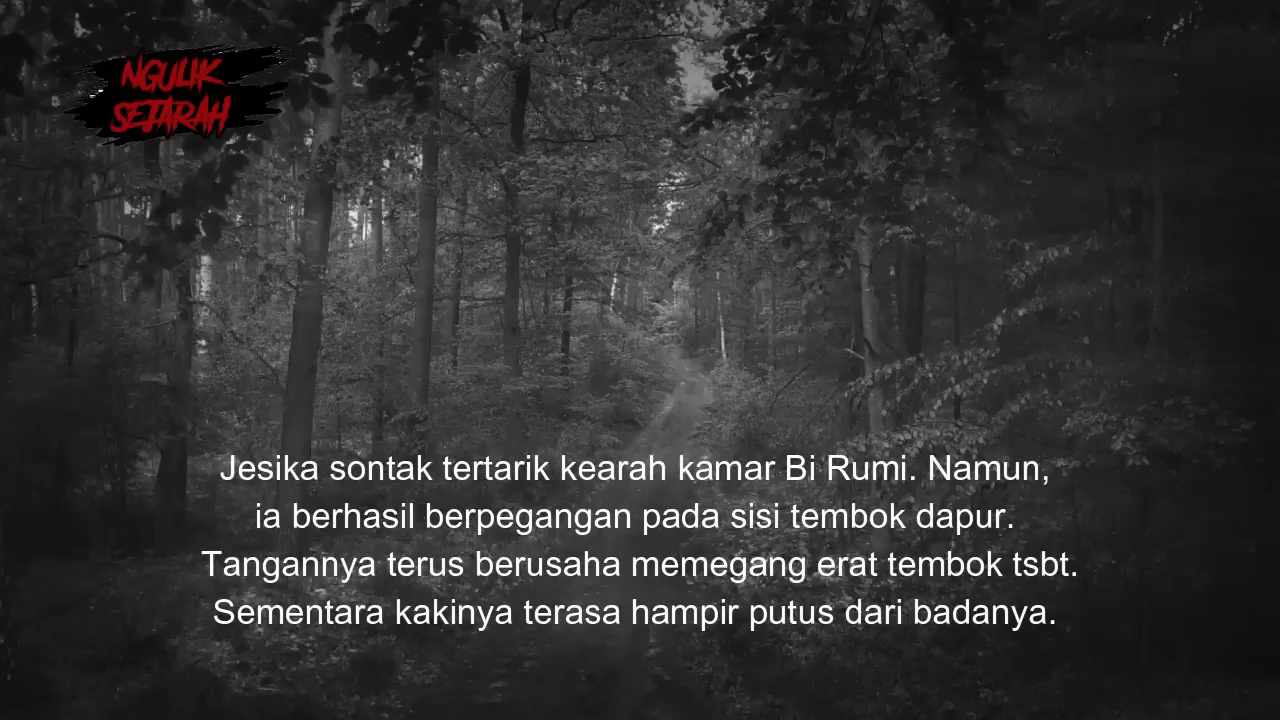 NGULIK
SEJARAH
Jesika sontak tertarik kearah kamar Bi Rumi. Namun,
ia berhasil berpegangan pada sisi tembok dapur.
Tangannya terus berusaha memegang erat tembok tsbt.
Sementara kakinya terasa hampir putus dari badanya.